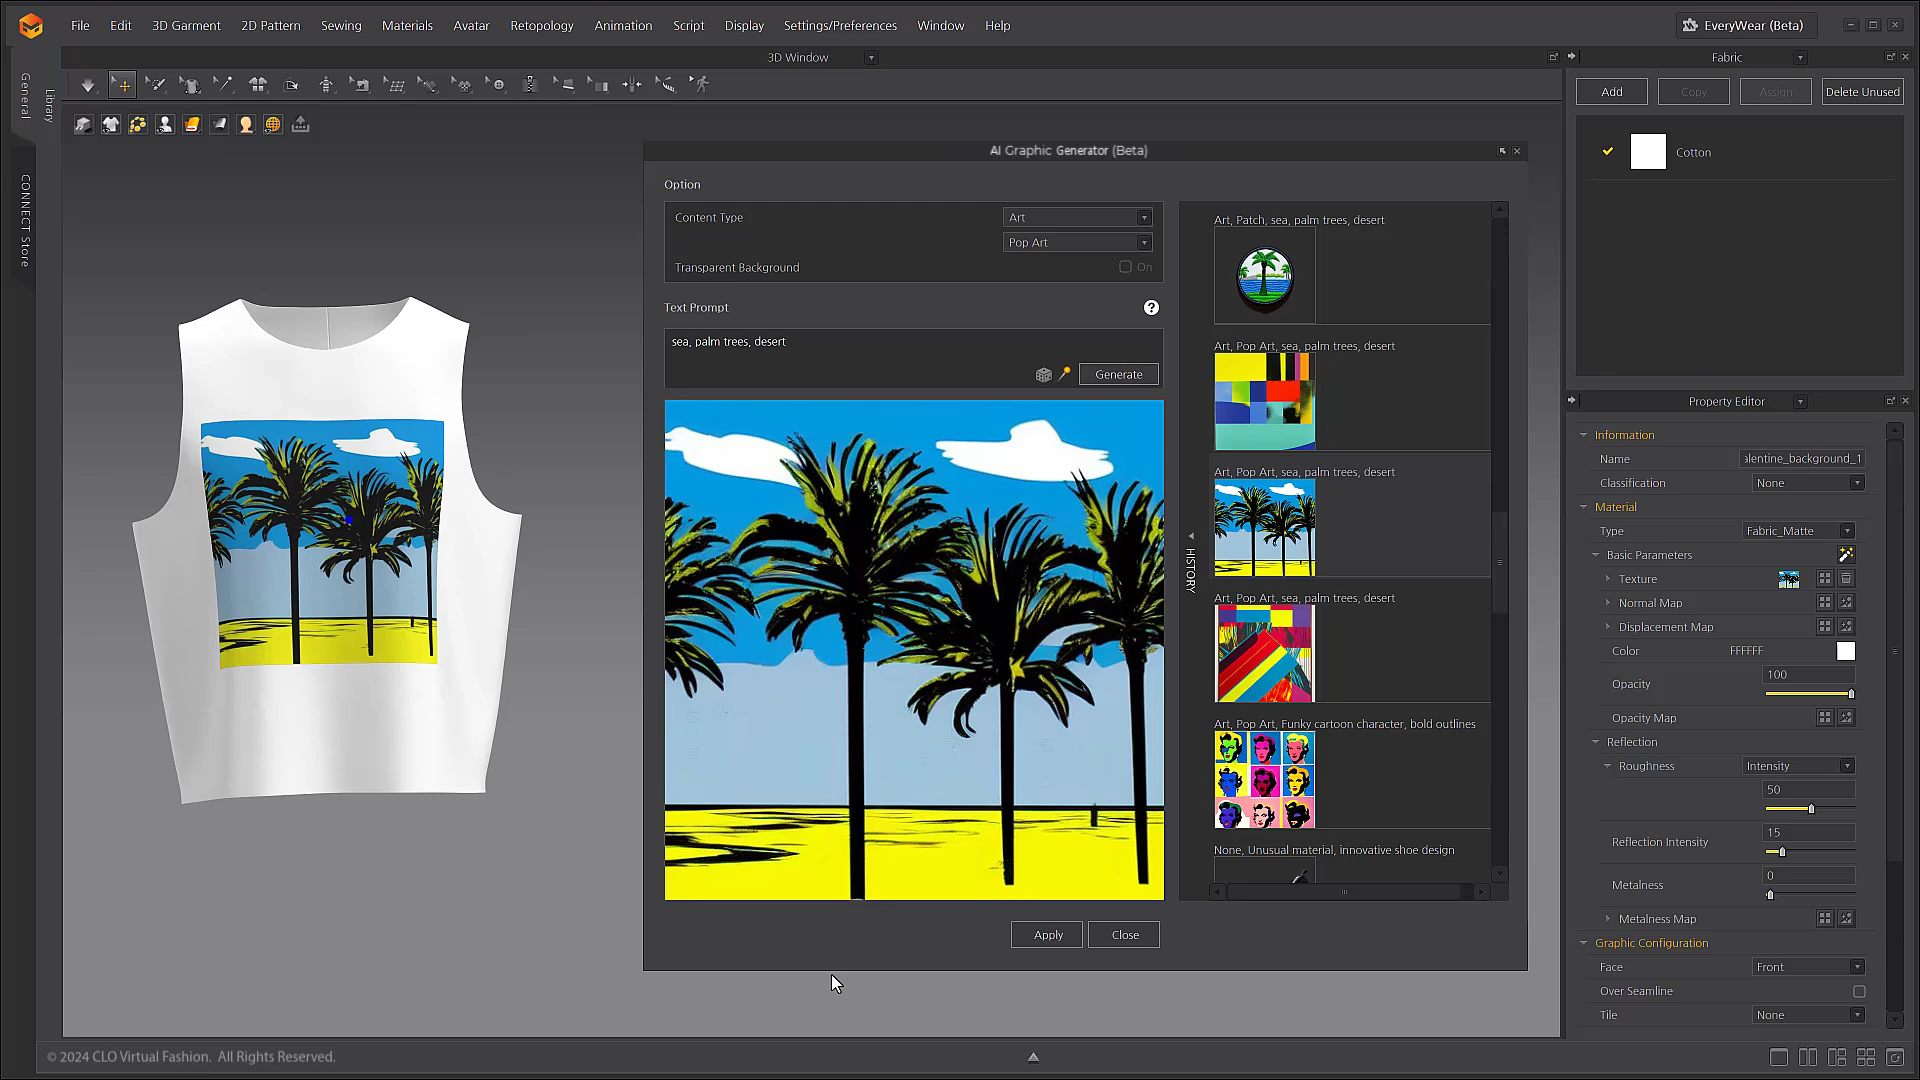 File Edit 3D Garment 2D Pattern Sewing Materials Avatar Retopology Animation Script Display Settings/Preferences Window Help
EveryWear (Beta)
3D Window
Fabric
General
Library
CONNECT Store
Add Copy Assign Delete Unused
Cotton
AI Graphic Generator (Beta)
Option
Content Type Art
Pop Art
Transparent Background On
Text Prompt ?
sea, palm trees, desert
Generate
Apply Close
HISTORY
Art, Patch, sea, palm trees, desert
Art, Pop Art, sea, palm trees, desert
Art, Pop Art, sea, palm trees, desert
Art, Pop Art, sea, palm trees, desert
Art, Pop Art, Funky cartoon character, bold outlines
None, Unusual material, innovative shoe design
Property Editor
Information
Name lentine_background_1
Classification None
Material
Type Fabric_Matte
Basic Parameters
Texture
Normal Map
Displacement Map
Color FFFFFF
Opacity 100
Opacity Map
Reflection
Roughness Intensity
50
Reflection Intensity 15
Metalness 0
Metalness Map
Graphic Configuration
Face Front
Over Seamline
Tile None
© 2024 CLO Virtual Fashion. All Rights Reserved.